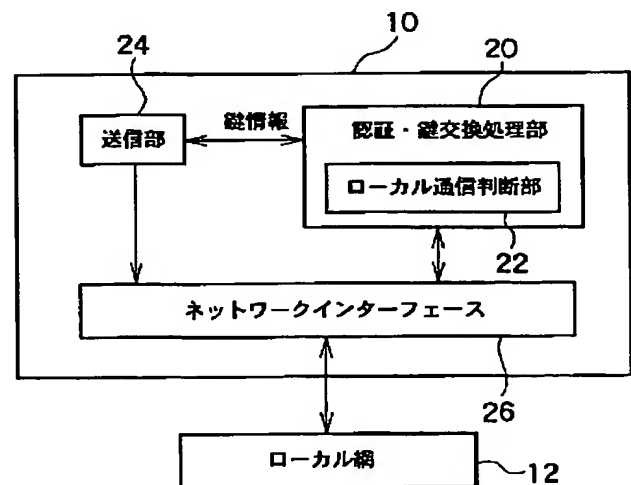 10
24
20
送信部
鍵情報
認証・鍵交換処理部
ローカル通信判断部
22
ネットワークインターフェース
26
ローカル網
12